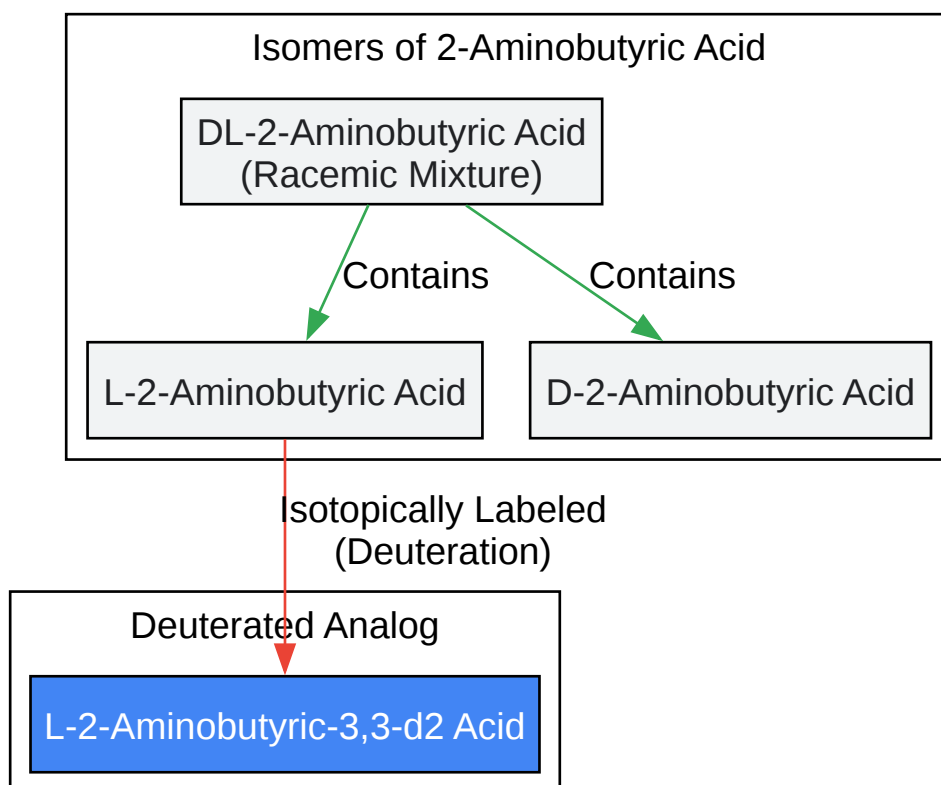 Isomers of 2-Aminobutyric Acid
DL-2-Aminobutyric Acid
(Racemic Mixture)
Contains
Contains
L-2-Aminobutyric Acid
D-2-Aminobutyric Acid
Isotopically Labeled
(Deuteration)
Deuterated Analog
L-2-Aminobutyric-3,3-d2 Acid